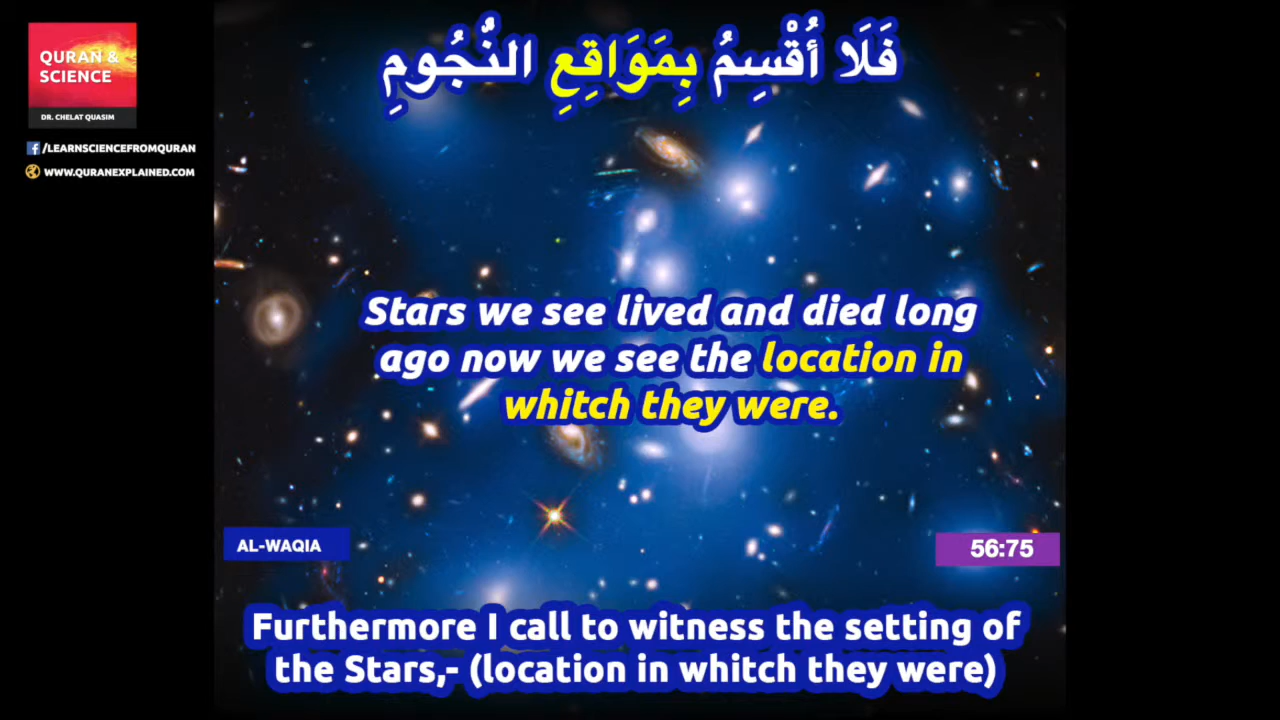 QURAN &
SCIENCE
DR. CHELAT QUASIM
/LEARNSCIENCEFROMQURAN
WWW.QURANEXPLAINED.COM
فَلَا أُقْسِمُ بِمَوَاقِعِ النُّجُومِ
Stars we see lived and died long
ago now we see the location in
whitch they were.
AL-WAQIA
56:75
Furthermore I call to witness the setting of
the Stars,- (location in whitch they were)